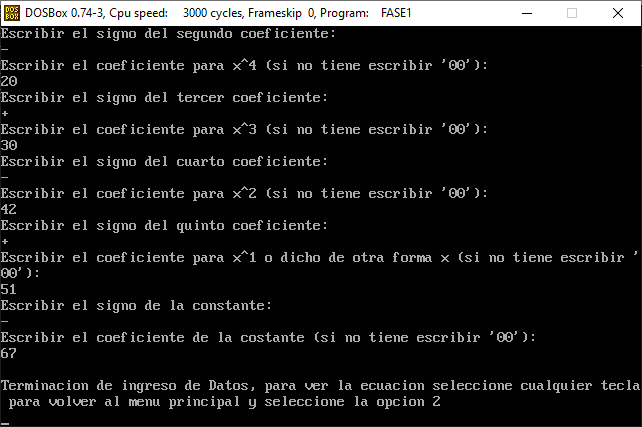 DOSBox 0.74-3, Cpu speed: 3000 cycles, Frameskip 0, Program: FASE1
Escribir el signo del segundo coeficiente:
-
Escribir el coeficiente para x^4 (si no tiene escribir '00'):
20
Escribir el signo del tercer coeficiente:
+
Escribir el coeficiente para x^3 (si no tiene escribir '00'):
30
Escribir el signo del cuarto coeficiente:
-
Escribir el coeficiente para x^2 (si no tiene escribir '00'):
42
Escribir el signo del quinto coeficiente:
+
Escribir el coeficiente para x^1 o dicho de otra forma x (si no tiene escribir '
00'):
51
Escribir el signo de la constante:
-
Escribir el coeficiente de la costante (si no tiene escribir '00'):
67
Terminacion de ingreso de Datos, para ver la ecuacion seleccione cualquier tecla
para volver al menu principal y seleccione la opcion 2